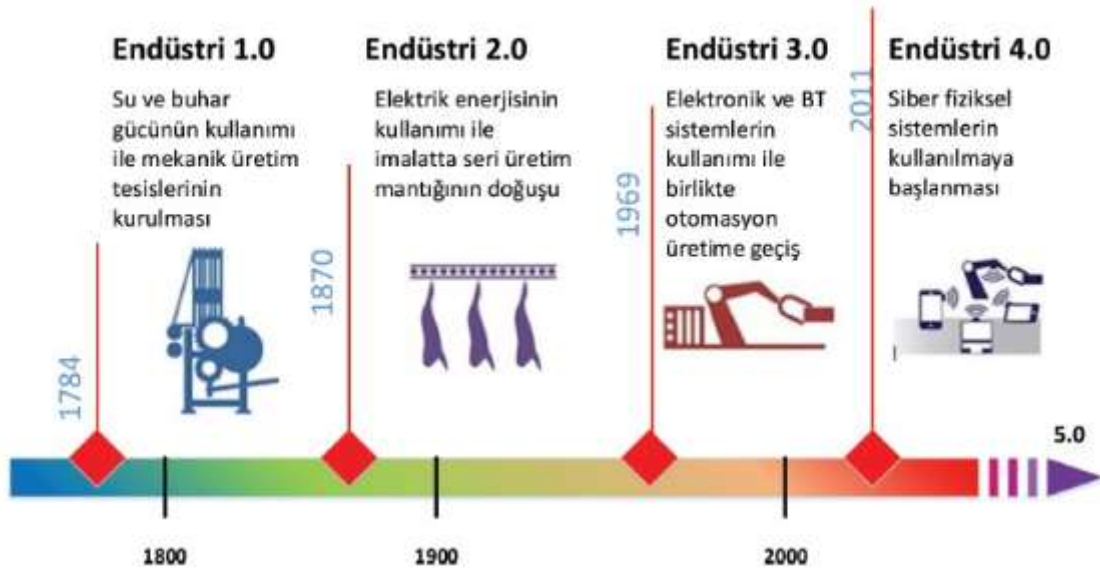 Endüstri 1.0
Su ve buhar
gücünün kullanımı
ile mekanik üretim
tesislerinin
kurulması
1784
Endüstri 2.0
Elektrik enerjisinin
kullanımı ile
imalatta seri üretim
mantığının doğuşu
1870
Endüstri 3.0
Elektronik ve BT
sistemlerin
kullanımı ile
birlikte
otomasyon
üretime geçiş
1969
Endüstri 4.0
Siber fiziksel
sistemlerin
kullanılmaya
başlanması
2011
5.0
1800
1900
2000